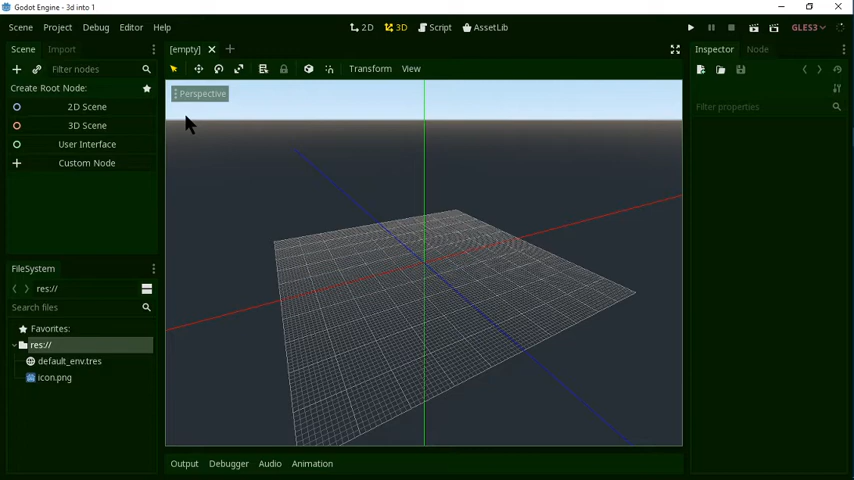 Godot Engine - 3d into 1
Scene Project Debug Editor Help 2D 3D Script AssetLib GLES3
Scene Import [empty] Inspector Node
Filter nodes Transform View
Create Root Node: Perspective
2D Scene Filter properties
3D Scene
User Interface
Custom Node
FileSystem
res://
Search files
Favorites:
res://
default_env.tres
icon.png
Output Debugger Audio Animation